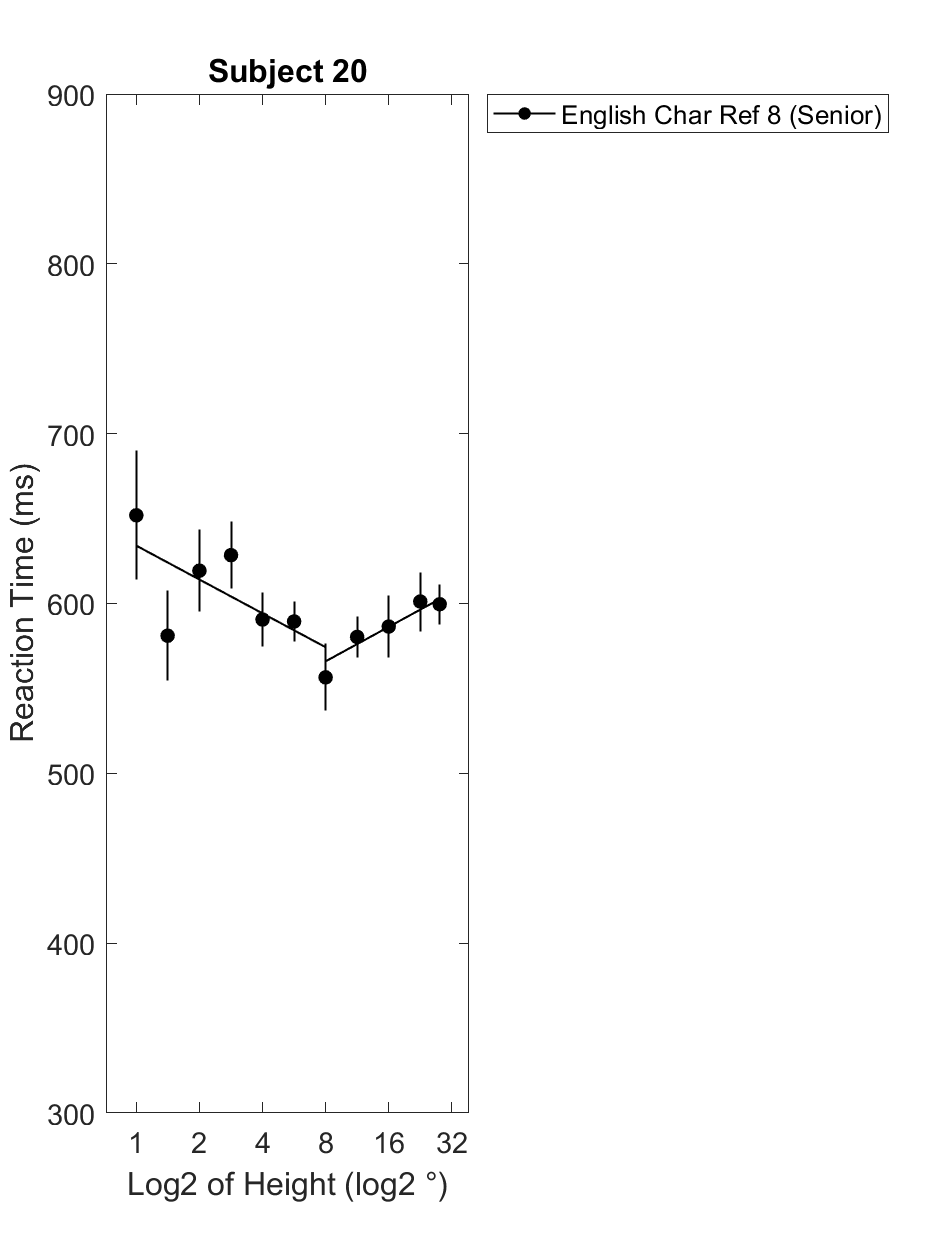 Subject 20
English Char Ref 8 (Senior)
900
800
700
600
500
400
300
Reaction Time (ms)
1 2 4 8 16 32
Log2 of Height (log2 °)